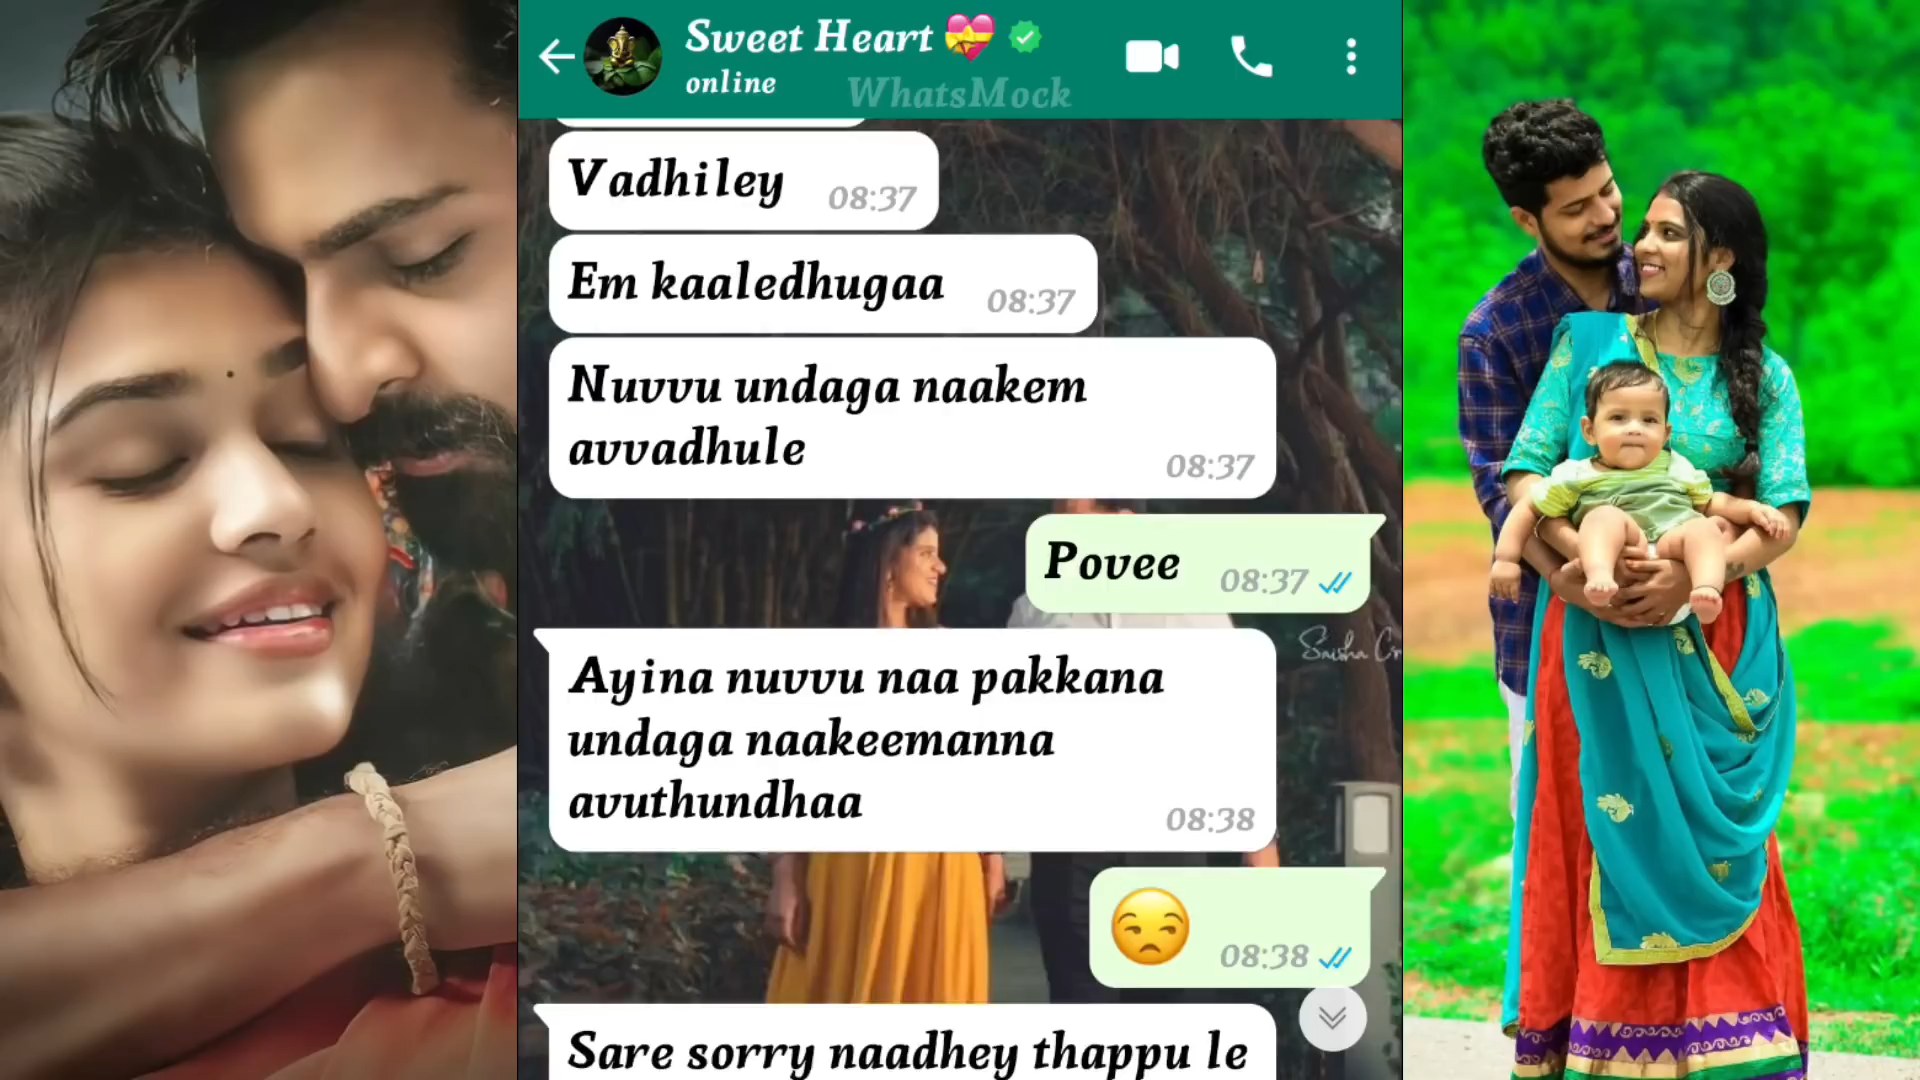 Sweet Heart 💝
online
WhatsMock
Vadhiley
08:37
Em kaaledhugaa
08:37
Nuvvu undaga naakem
avvadhule
08:37
Povee
08:37
Saisha
Ayina nuvvu naa pakkana
undaga naakeemanna
avuthundhaa
08:38
😒
08:38
Sare sorry naadhey thappu le